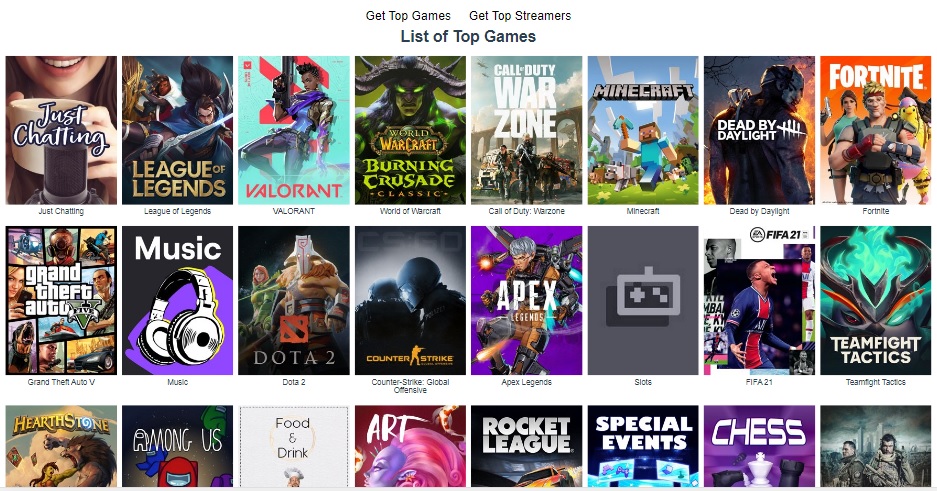 Get Top Games Get Top Streamers
List of Top Games
Just
Chatting
LEAGUE OF
LEGENDS
VALORANT
WORLD
OF
WARCRAFT
BURNING
CRUSADE
-CLASSIC-
CALL OF DUTY
WAR
ZONE
MINECRAFT
DEAD BY
DAYLIGHT
FORTNITE
Just Chatting
League of Legends
VALORANT
World of Warcraft
Call of Duty: Warzone
Minecraft
Dead by Daylight
Fortnite
grand
theft
auto
FIVE
Music
DOTA 2
COUNTER STRIKE
APEX
LEGENDS
FIFA 21
TEAMFIGHT
TACTICS
Grand Theft Auto V
Music
Dota 2
Counter-Strike: Global
Offensive
Apex Legends
Slots
FIFA 21
Teamfight Tactics
HEARTHSTONE
AMONG US
Food
&
Drink
ART
ROCKET
LEAGUE
SPECIAL
EVENTS
CHESS